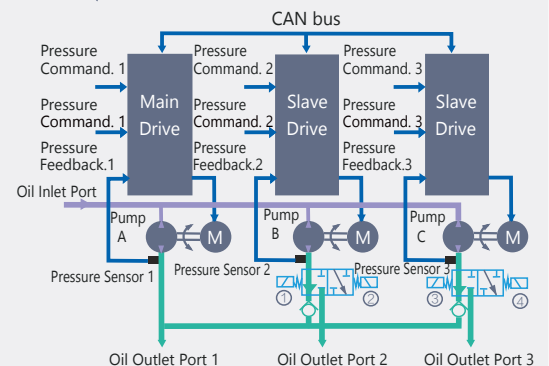 CAN bus
Pressure
Command. 1
Pressure
Command. 2
Pressure
Command. 3
Main
Drive
Slave
Drive
Slave
Drive
Pressure
Command. 1
Pressure
Command. 2
Pressure
Command. 3
Pressure
Feedback.1
Pressure
Feedback.2
Pressure
Feedback.3
Oil Inlet Port
Pump
A
M
Pump
B
M
Pump
C
M
Pressure Sensor 1
Pressure Sensor 2
Pressure Sensor 3
①
②
③
④
Oil Outlet Port 1
Oil Outlet Port 2
Oil Outlet Port 3